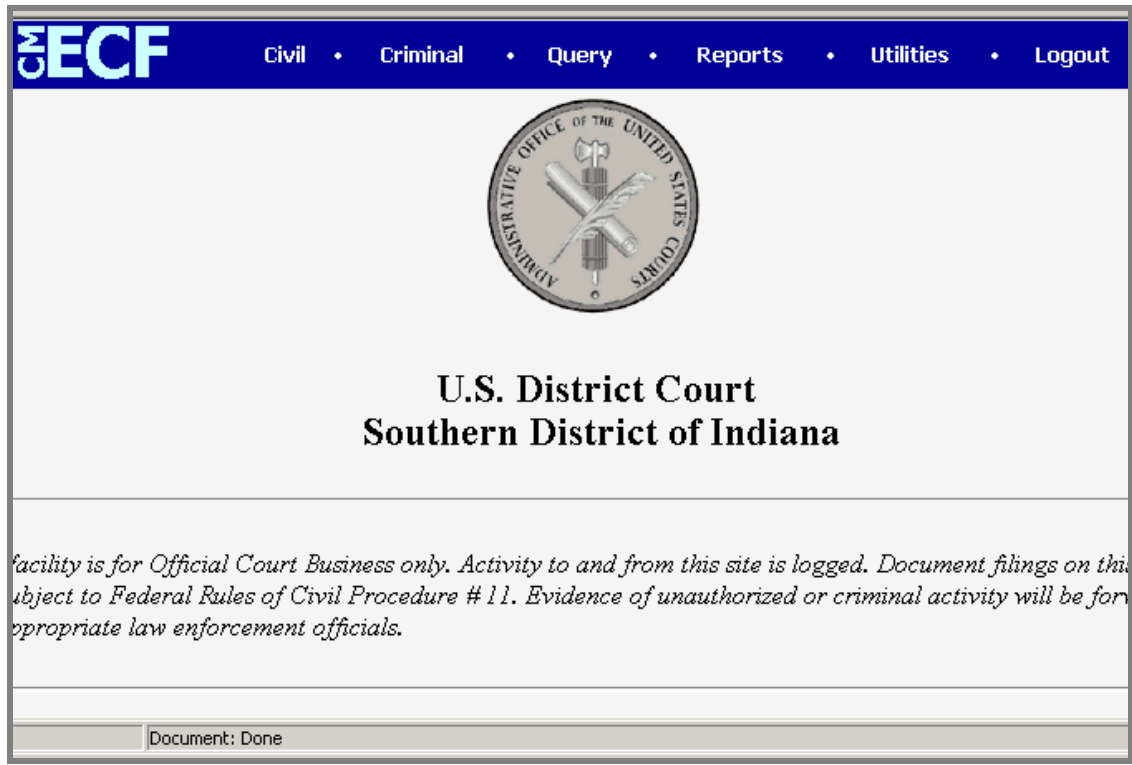 CM ECF Civil • Criminal • Query • Reports • Utilities • Logout
ADMINISTRATIVE OFFICE OF THE UNITED STATES COURTS
U.S. District Court
Southern District of Indiana
facility is for Official Court Business only. Activity to and from this site is logged. Document filings on this
ubject to Federal Rules of Civil Procedure # 11. Evidence of unauthorized or criminal activity will be forw
ppropriate law enforcement officials.
Document: Done